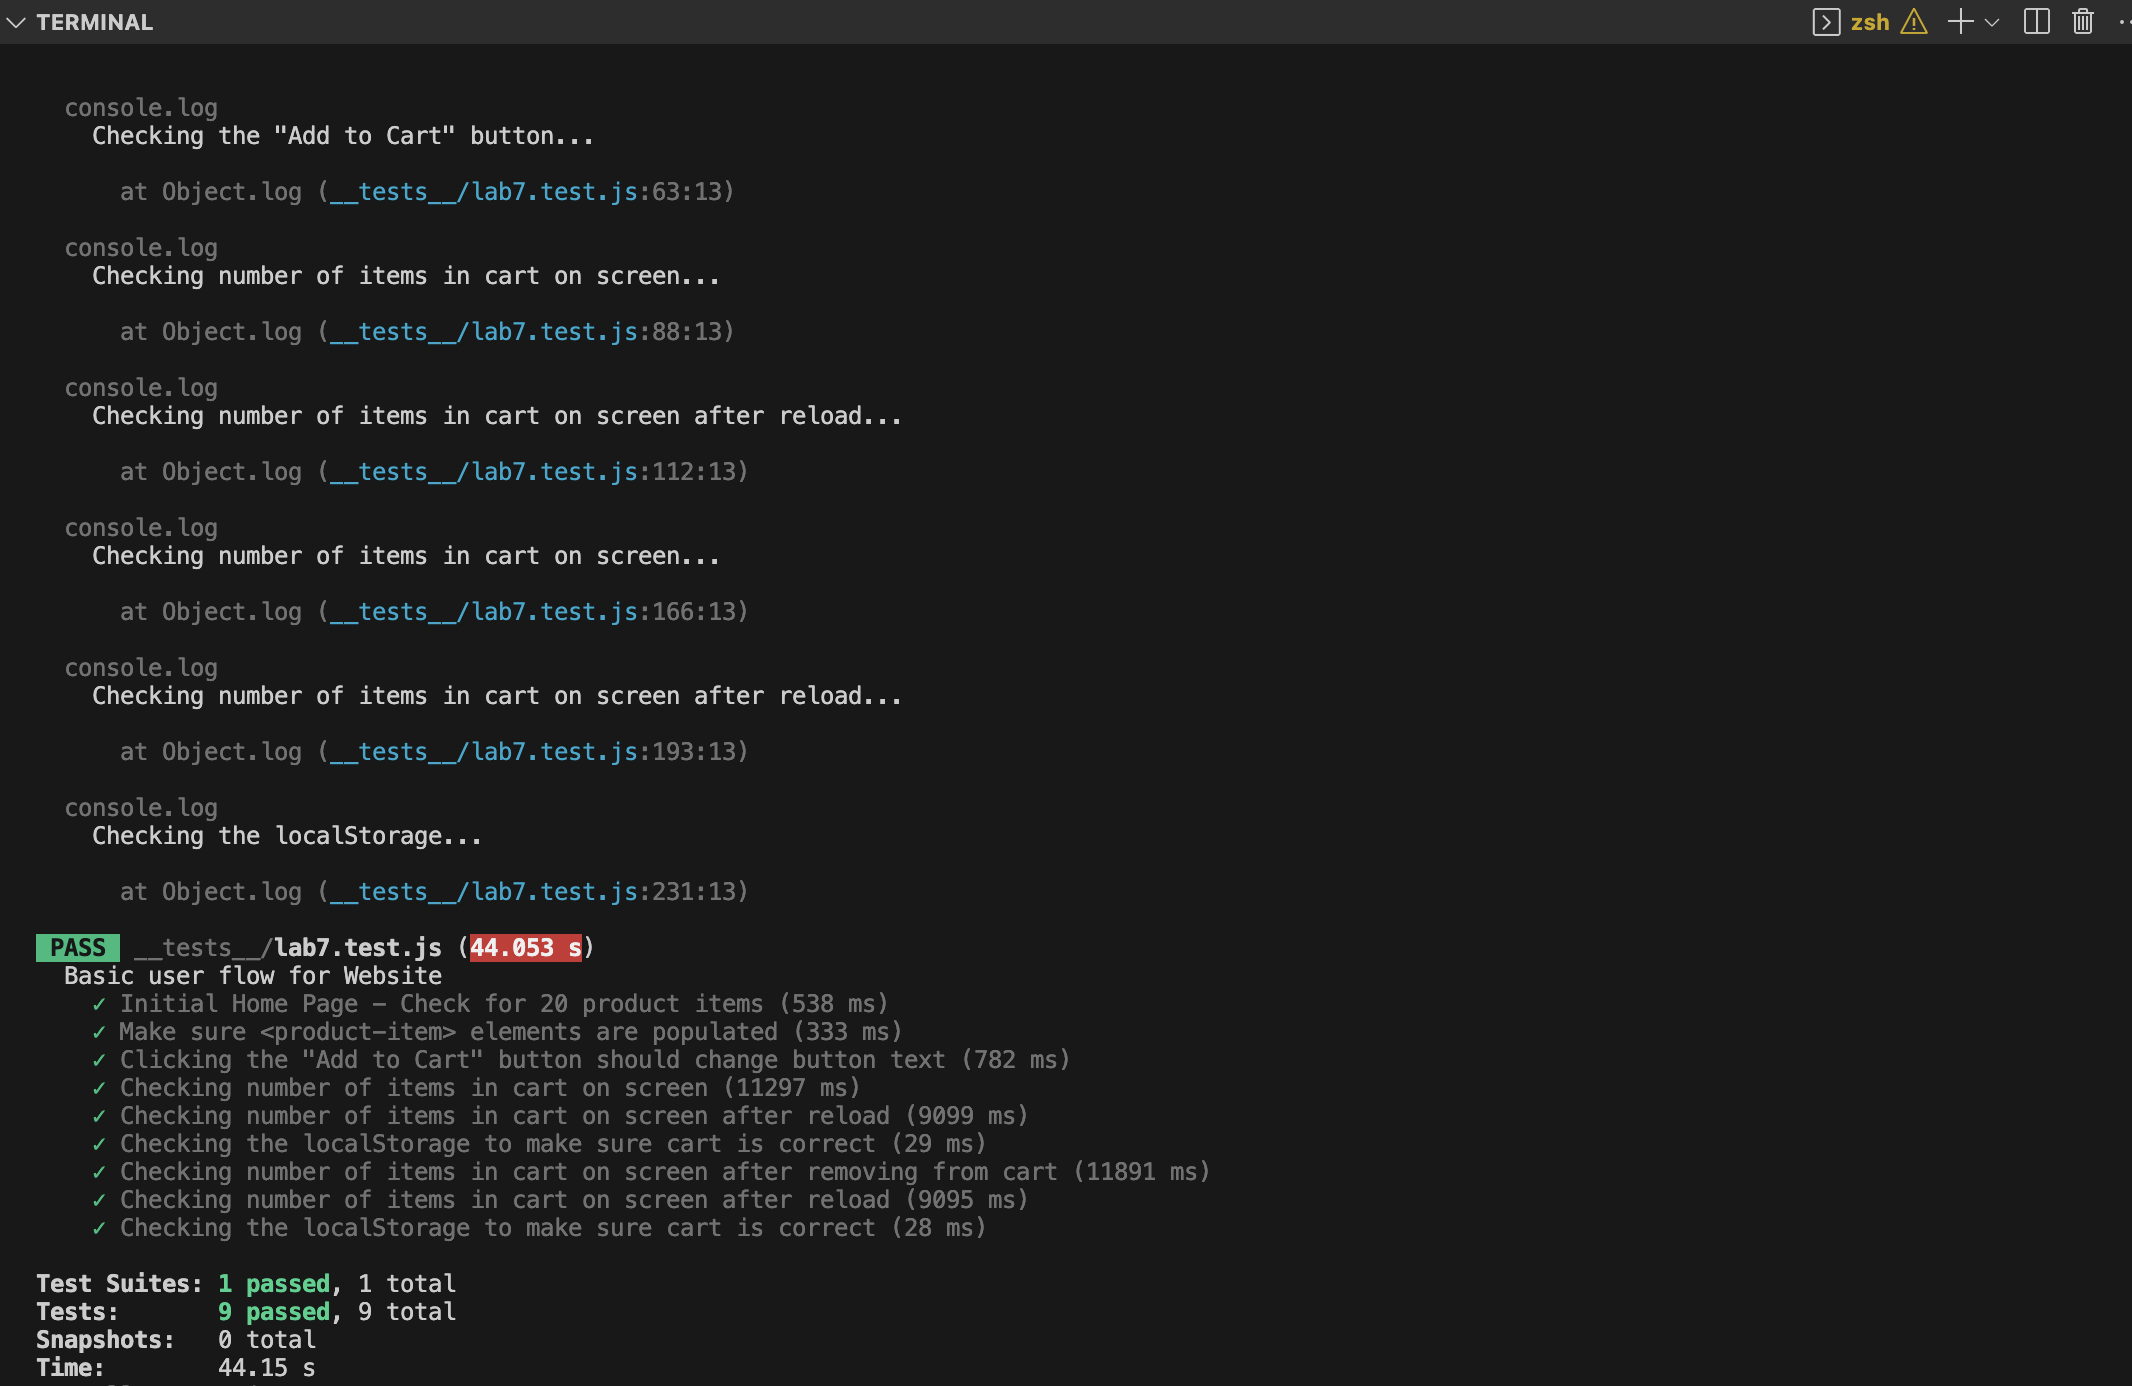 TERMINAL
zsh
console.log
Checking the "Add to Cart" button...
at Object.log (__tests__/lab7.test.js:63:13)
console.log
Checking number of items in cart on screen...
at Object.log (__tests__/lab7.test.js:88:13)
console.log
Checking number of items in cart on screen after reload...
at Object.log (__tests__/lab7.test.js:112:13)
console.log
Checking number of items in cart on screen...
at Object.log (__tests__/lab7.test.js:166:13)
console.log
Checking number of items in cart on screen after reload...
at Object.log (__tests__/lab7.test.js:193:13)
console.log
Checking the localStorage...
at Object.log (__tests__/lab7.test.js:231:13)
PASS __tests__/lab7.test.js (44.053 s)
Basic user flow for Website
✓ Initial Home Page – Check for 20 product items (538 ms)
✓ Make sure <product-item> elements are populated (333 ms)
✓ Clicking the "Add to Cart" button should change button text (782 ms)
✓ Checking number of items in cart on screen (11297 ms)
✓ Checking number of items in cart on screen after reload (9099 ms)
✓ Checking the localStorage to make sure cart is correct (29 ms)
✓ Checking number of items in cart on screen after removing from cart (11891 ms)
✓ Checking number of items in cart on screen after reload (9095 ms)
✓ Checking the localStorage to make sure cart is correct (28 ms)
Test Suites: 1 passed, 1 total
Tests: 9 passed, 9 total
Snapshots: 0 total
Time: 44.15 s